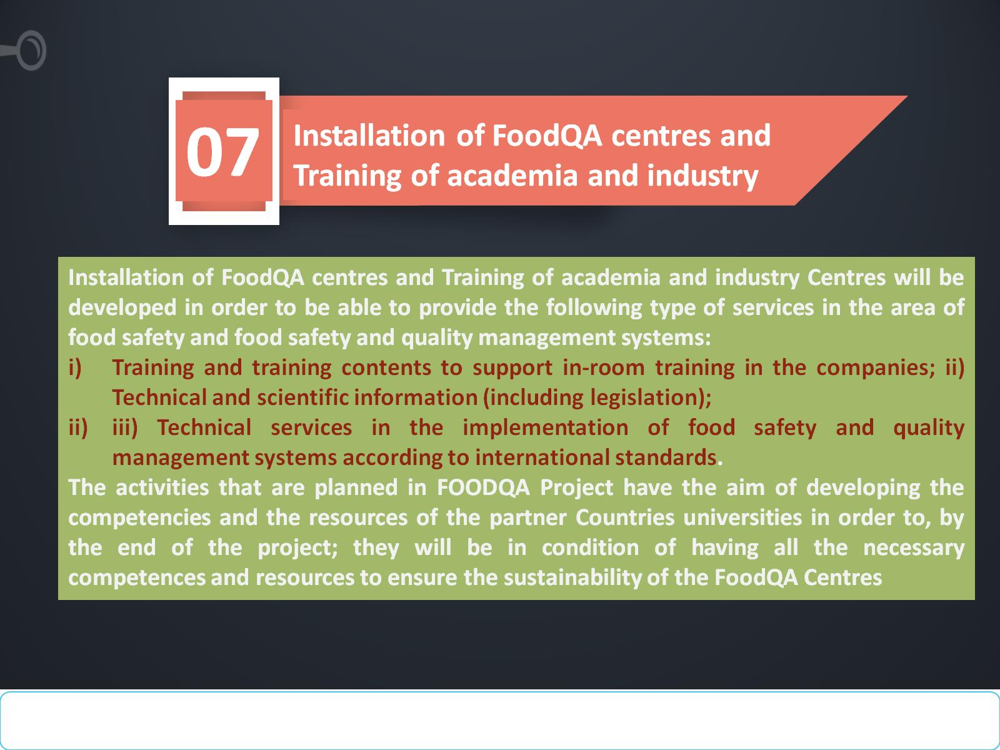 07
Installation of FoodQA centres and
Training of academia and industry
Installation of FoodQA centres and Training of academia and industry Centres will be
developed in order to be able to provide the following type of services in the area of
food safety and food safety and quality management systems:
i) Training and training contents to support in-room training in the companies; ii)
Technical and scientific information (including legislation);
ii) iii) Technical services in the implementation of food safety and quality
management systems according to international standards.
The activities that are planned in FOODQA Project have the aim of developing the
competencies and the resources of the partner Countries universities in order to, by
the end of the project; they will be in condition of having all the necessary
competences and resources to ensure the sustainability of the FoodQA Centres